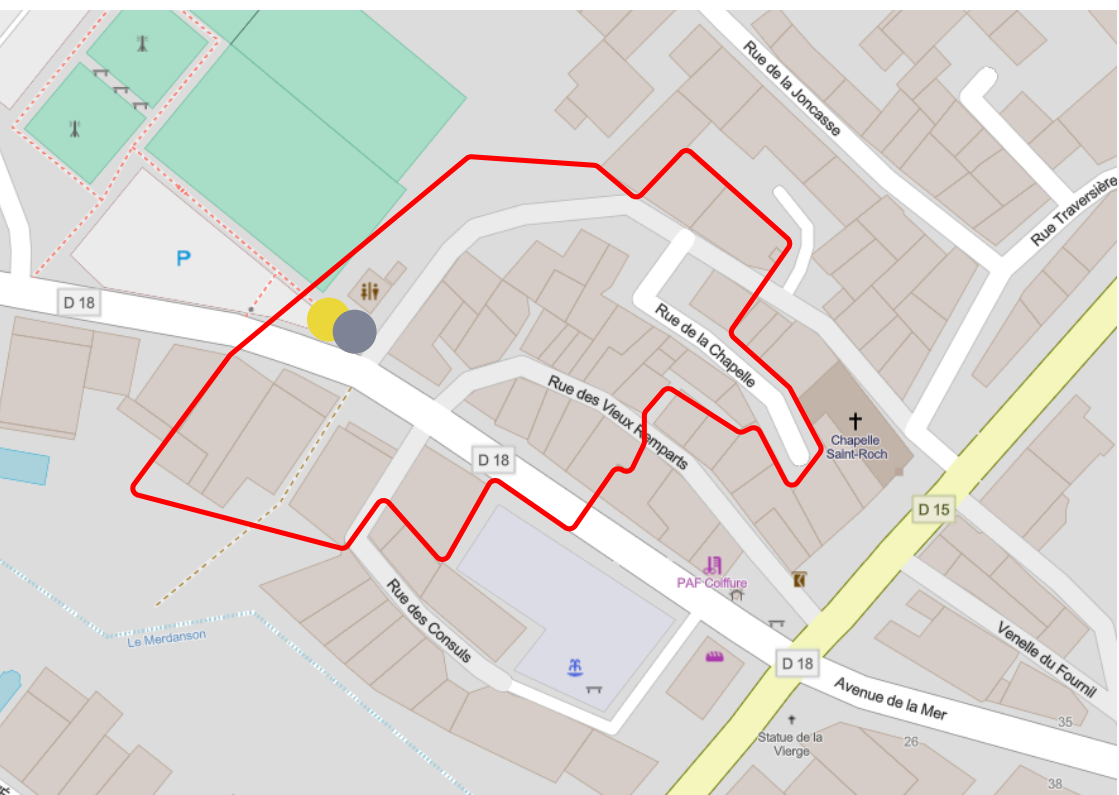 Rue de la Joncasse
Rue Traversière
P
D 18
Rue de la Chapelle
Rue des Vieux Remparts
Chapelle
Saint-Roch
D 18
D 15
PAF Coiffure
Rue des Consuls
Le Merdanson
Venelle du Fournil
D 18
Avenue de la Mer
Statue de la
Vierge
35
26
38